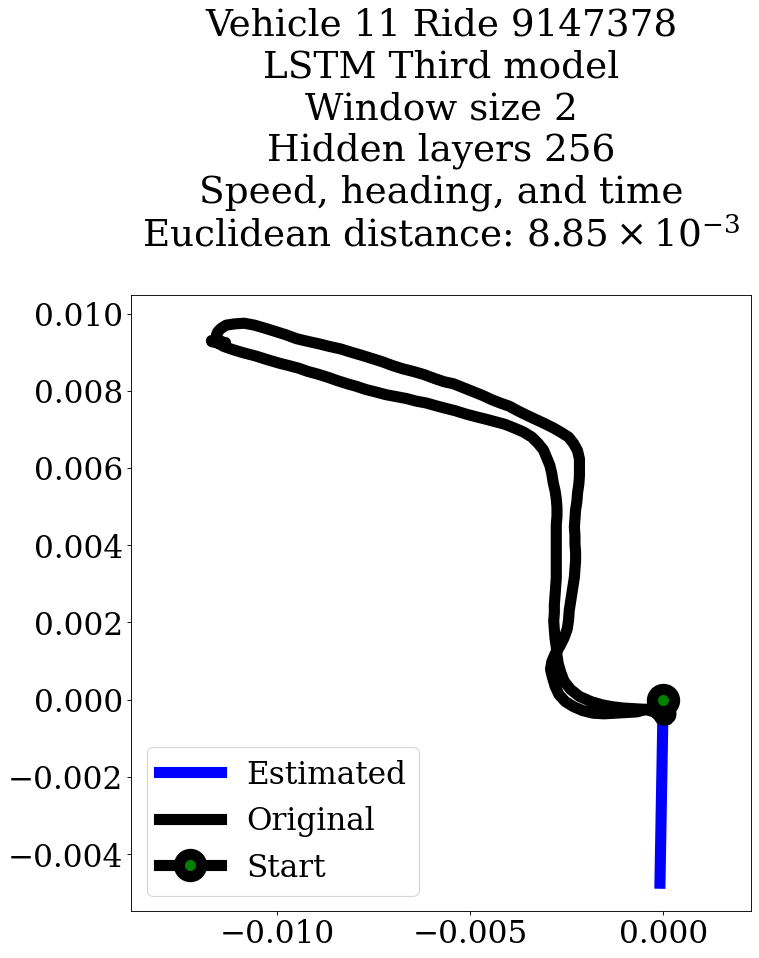 Vehicle 11 Ride 9147378
LSTM Third model
Window size 2
Hidden layers 256
Speed, heading, and time
Euclidean distance: 8.85 × 10⁻³
0.010
0.008
0.006
0.004
0.002
0.000
−0.002
−0.004
Estimated
Original
Start
−0.010 −0.005 0.000